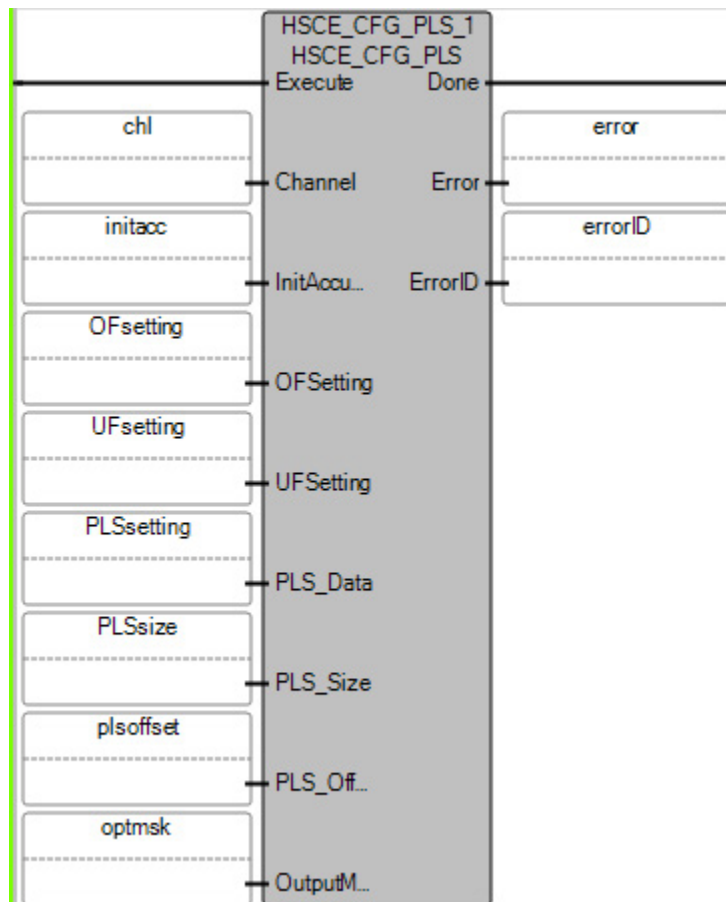 HSCE_CFG_PLS_1
HSCE_CFG_PLS
Execute Done
chl
error
Channel Error
initacc
errorID
InitAccu... ErrorID
OFsetting
OFSetting
UFsetting
UFSetting
PLSsetting
PLS_Data
PLSsize
PLS_Size
plsoffset
PLS_Off...
optmsk
OutputM...